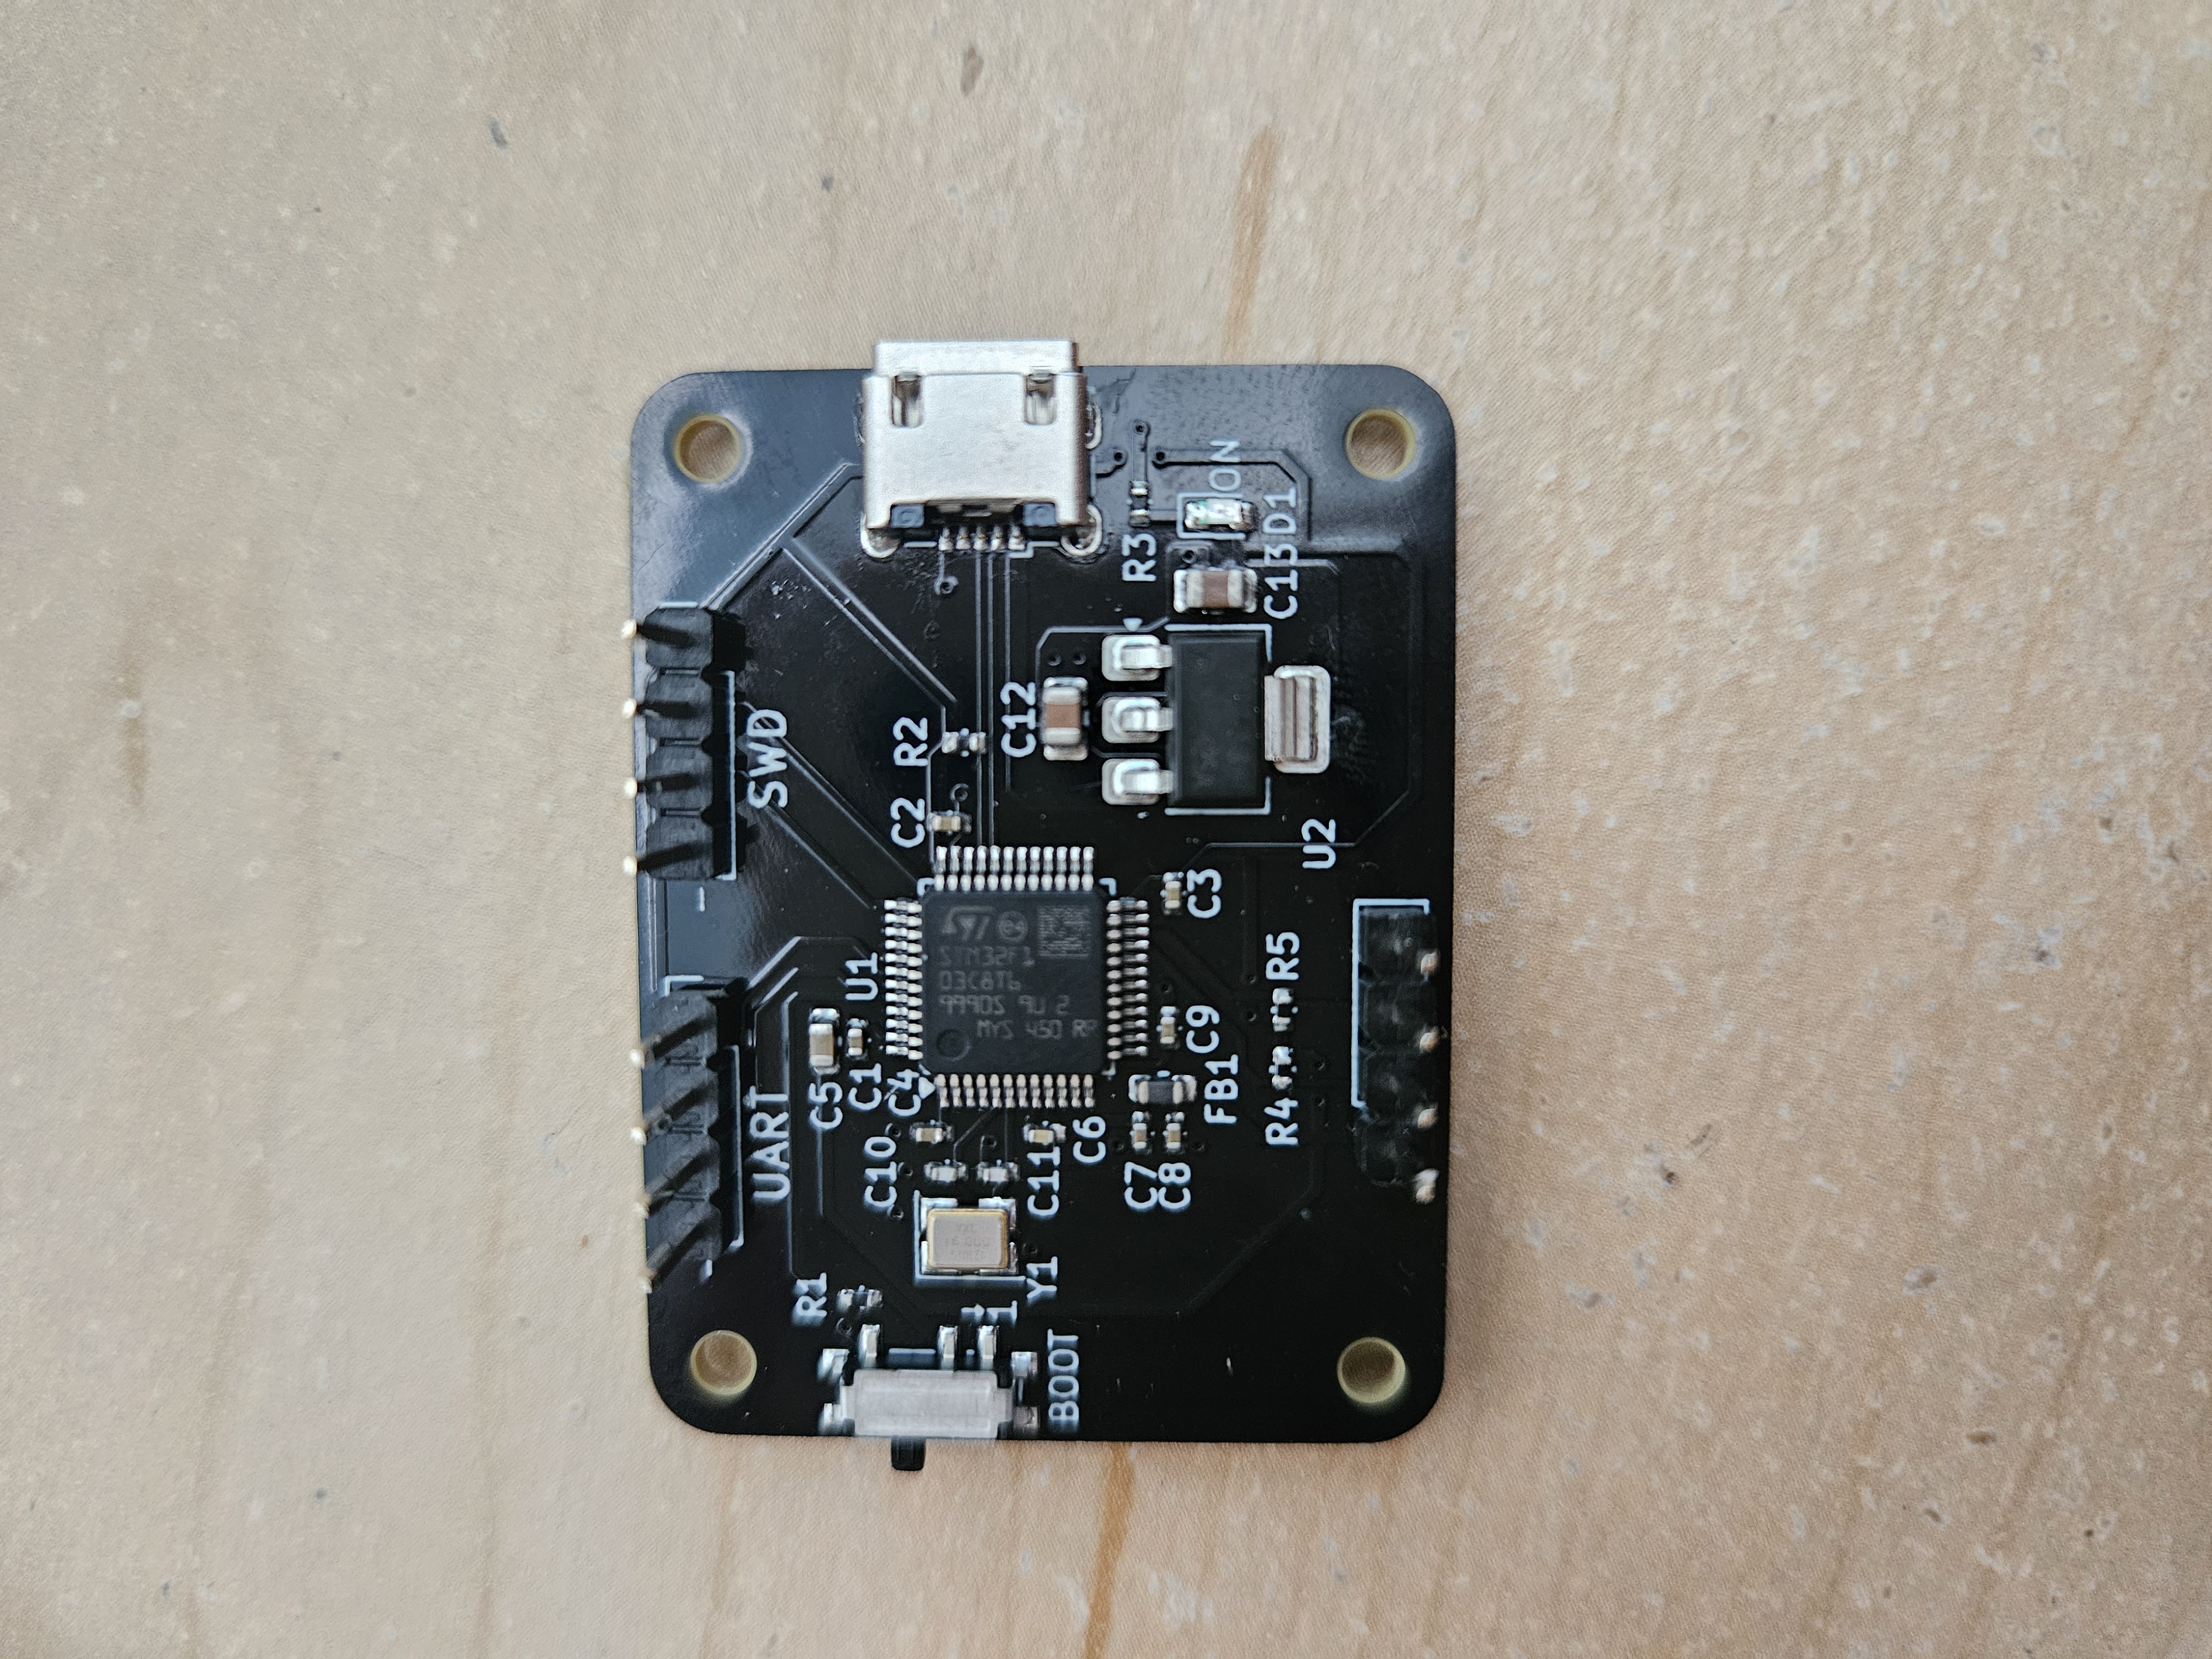 UART
SWD
R1
C5
C1
U1
C10
C4
C2
R2
C12
Y1
C11
BOOT
C6
C7
C8
R3
FB1
C9
C3
ON
R4
R5
C13
D1
U2
STM32F1
03C6T6